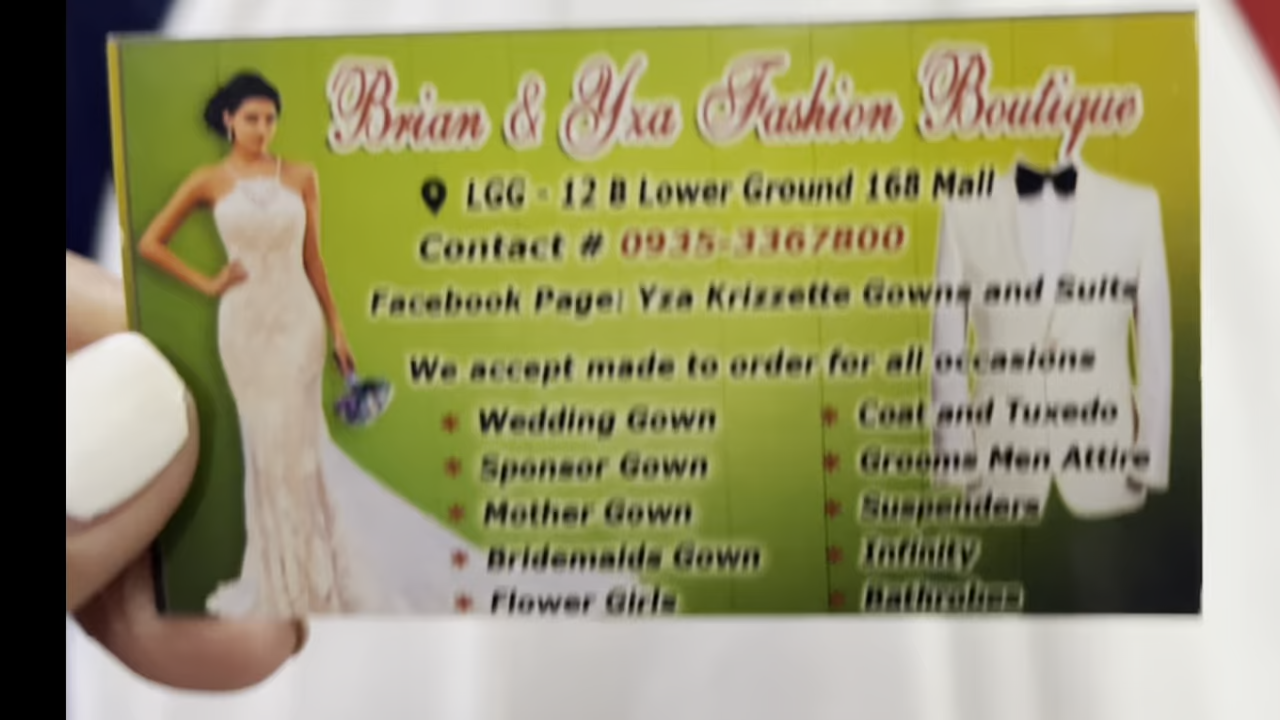 Brian & Yza Fashion Boutique
LGG - 12 B Lower Ground 168 Mall
Contact # 0935-3367800
Facebook Page: Yza Krizzette Gowns and Suits
We accept made to order for all occasions
* Wedding Gown
* Sponsor Gown
* Mother Gown
* Bridemaids Gown
* Flower Girls
* Coat and Tuxedo
* Grooms Men Attire
* Suspenders
* Infinity
* Bathrobes